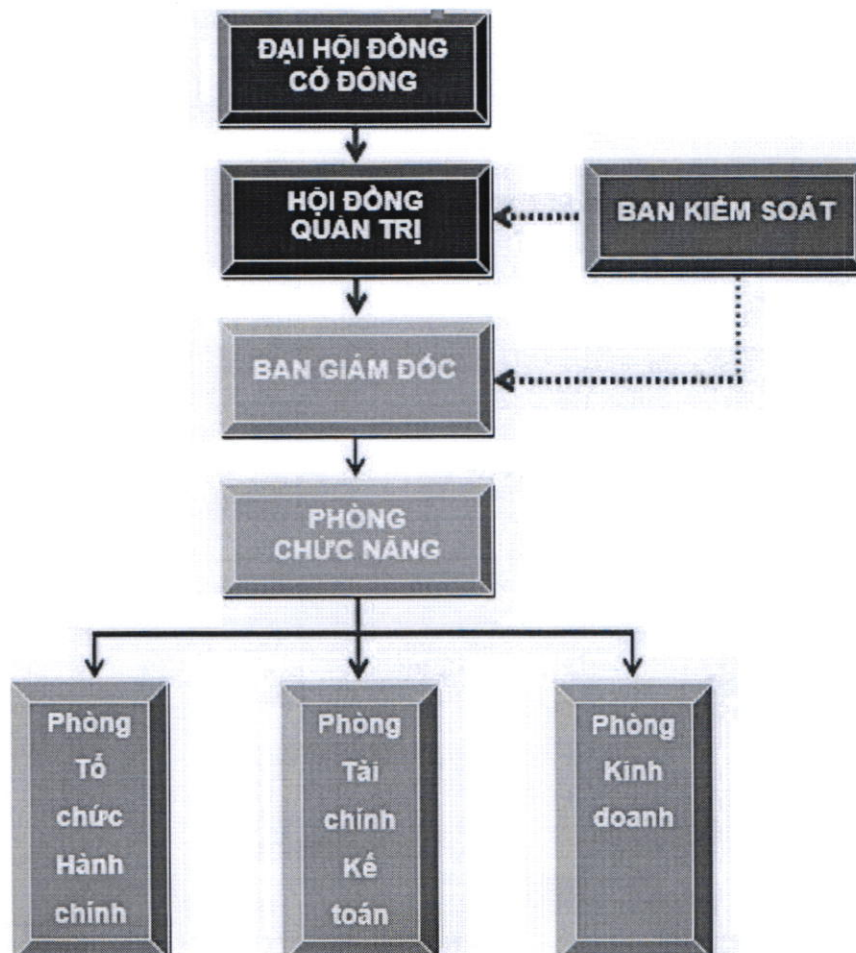 ĐẠI HỘI ĐỒNG
CỔ ĐÔNG
HỘI ĐỒNG
QUẢN TRỊ
BAN KIỂM SOÁT
BAN GIÁM ĐỐC
PHÒNG
CHỨC NĂNG
Phòng
Tổ
chức
Hành
chính
Phòng
Tài
chính
Kế
toán
Phòng
Kinh
doanh